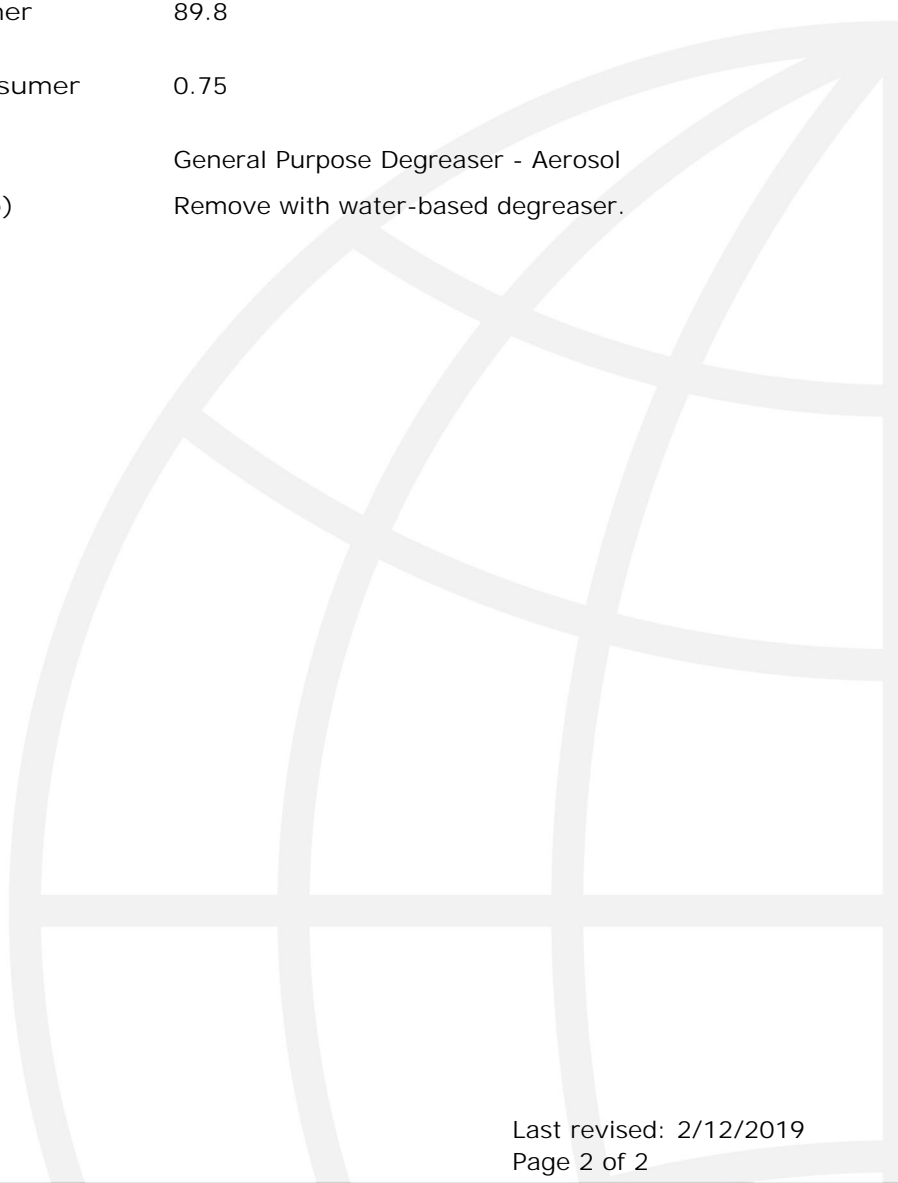 ner 89.8
sumer 0.75
General Purpose Degreaser - Aerosol
) Remove with water-based degreaser.
Last revised: 2/12/2019
Page 2 of 2